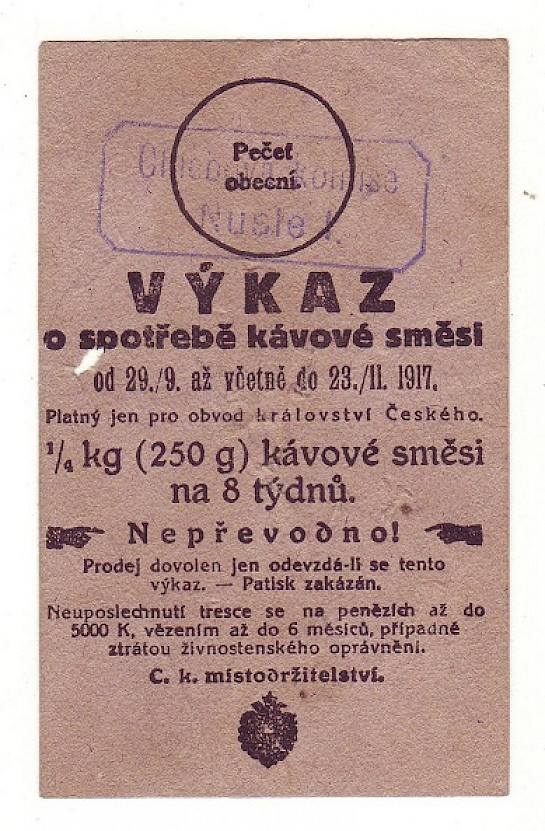 Pečeť
obecní.
Nusle I.
VÝKAZ
o spotřebě kávové směsi
od 29./9. až včetně do 23./11. 1917.
Platný jen pro obvod království Českého.
¹/₄ kg (250 g) kávové směsi
na 8 týdnů.
Nepřevodno!
Prodej dovolen jen odevzdá-li se tento
výkaz. — Patisk zakázán.
Neuposlechnutí tresce se na penězích až do
5000 K, vězením až do 6 měsíců, případně
ztrátou živnostenského oprávnění.
C. k. místodržitelství.